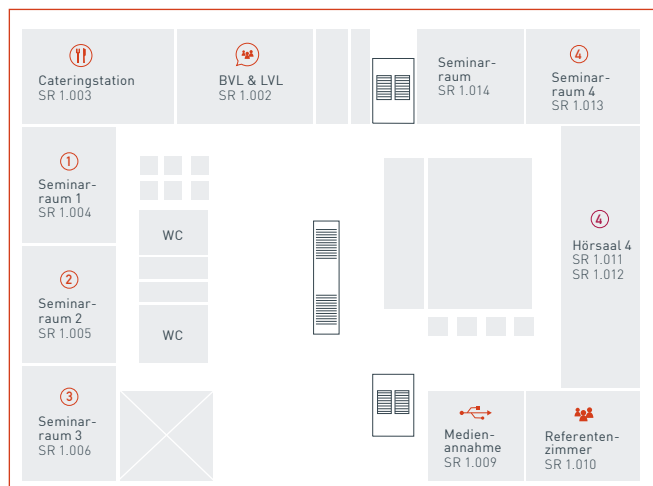 Cateringstation
SR 1.003
BVL & LVL
SR 1.002
Seminar-
raum
SR 1.014
4
Seminar-
raum 4
SR 1.013
1
Seminar-
raum 1
SR 1.004
WC
2
Seminar-
raum 2
SR 1.005
WC
4
Hörsaal 4
SR 1.011
SR 1.012
3
Seminar-
raum 3
SR 1.006
Medien-
annahme
SR 1.009
Referenten-
zimmer
SR 1.010